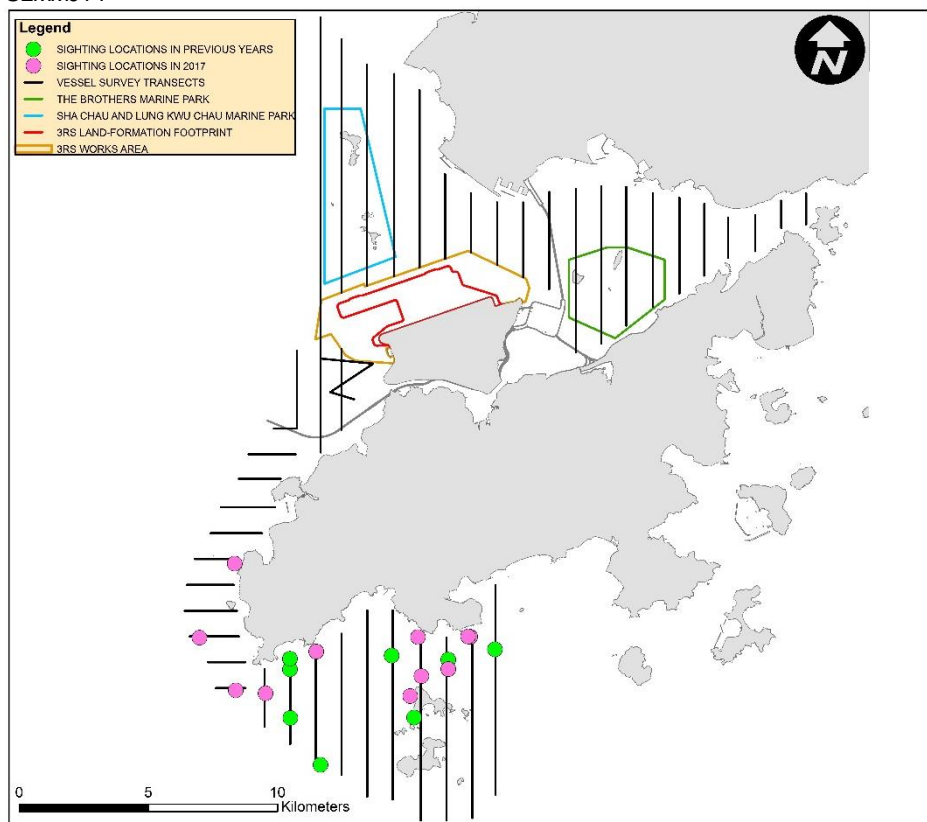 Legend
SIGHTING LOCATIONS IN PREVIOUS YEARS
SIGHTING LOCATIONS IN 2017
VESSEL SURVEY TRANSECTS
THE BROTHERS MARINE PARK
SHA CHAU AND LUNG KWU CHAU MARINE PARK
3RS LAND-FORMATION FOOTPRINT
3RS WORKS AREA
N
0 5 10
Kilometers